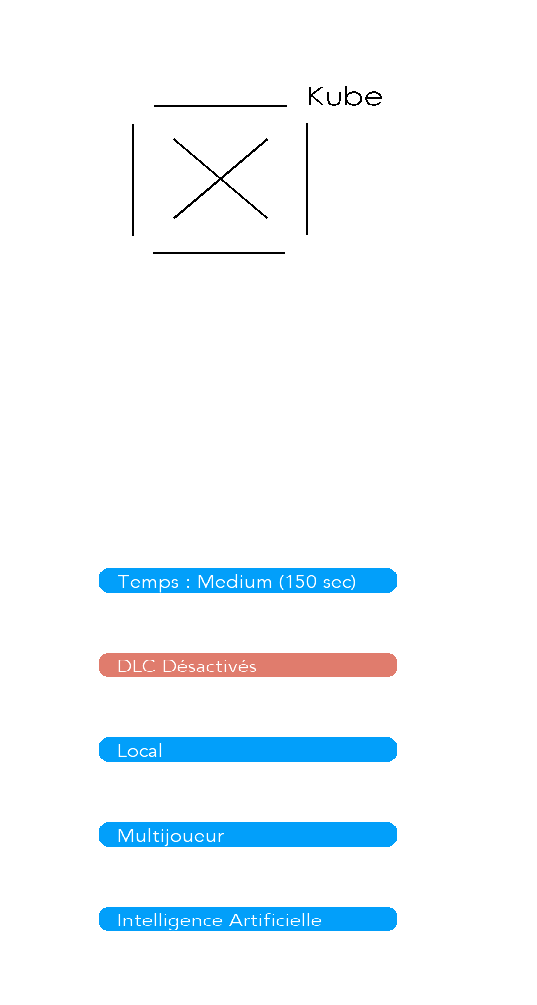 Kube
Temps : Medium (150 sec)
DLC Désactivés
Local
Multijoueur
Intelligence Artificielle